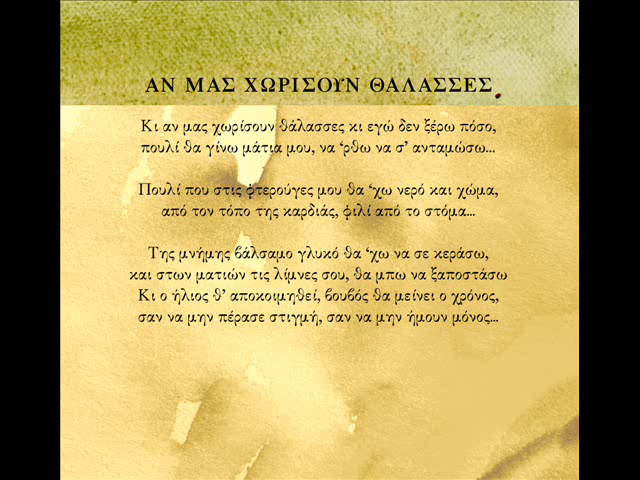 ΑΝ ΜΑΣ ΧΩΡΙΣΟΥΝ ΘΑΛΑΣΣΕΣ
Κι αν μας χωρίσουν θάλασσες κι εγώ δεν ξέρω πόσο,
πουλί θα γίνω μάτια μου, να ‘ρθω να σ’ ανταμώσω...
Πουλί που στις φτερούγες μου θα ‘χω νερό και χώμα,
από τον τόπο της καρδιάς, φιλί από το στόμα...
Της μνήμης βάλσαμο γλυκό θα ‘χω να σε κεράσω,
και στων ματιών τις λίμνες σου, θα μπω να ξαποστάσω
Κι ο ήλιος θ’ αποκοιμηθεί, βουβός θα μείνει ο χρόνος,
σαν να μην πέρασε στιγμή, σαν να μην ήμουν μόνος...